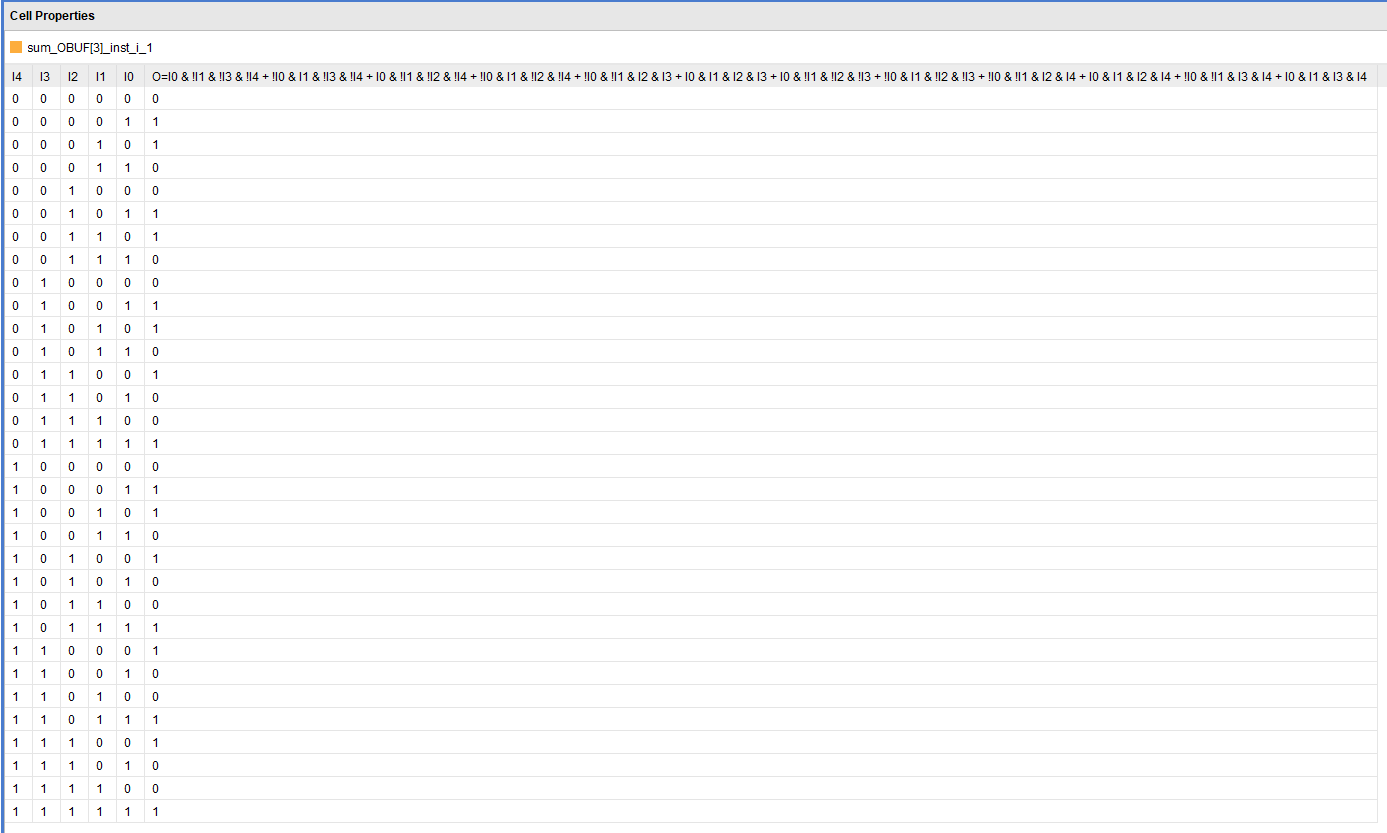 Cell Properties
sum_OBUF[3]_inst_i_1
I4 I3 I2 I1 I0 O=I0 & !I1 & !I3 & !I4 + !I0 & I1 & !I3 & !I4 + I0 & !I1 & !I2 & !I4 + !I0 & I1 & !I2 & !I4 + !I0 & !I1 & I2 & I3 + I0 & I1 & I2 & I3 + I0 & !I1 & !I2 & !I3 + !I0 & I1 & !I2 & !I3 + !I0 & !I1 & I2 & I4 + I0 & I1 & I2 & I4 + !I0 & !I1 & I3 & I4 + I0 & I1 & I3 & I4
0 0 0 0 0 0
0 0 0 0 1 1
0 0 0 1 0 1
0 0 0 1 1 0
0 0 1 0 0 0
0 0 1 0 1 1
0 0 1 1 0 1
0 0 1 1 1 0
0 1 0 0 0 0
0 1 0 0 1 1
0 1 0 1 0 1
0 1 0 1 1 0
0 1 1 0 0 1
0 1 1 0 1 0
0 1 1 1 0 0
0 1 1 1 1 1
1 0 0 0 0 0
1 0 0 0 1 1
1 0 0 1 0 1
1 0 0 1 1 0
1 0 1 0 0 1
1 0 1 0 1 0
1 0 1 1 0 0
1 0 1 1 1 1
1 1 0 0 0 1
1 1 0 0 1 0
1 1 0 1 0 0
1 1 0 1 1 1
1 1 1 0 0 1
1 1 1 0 1 0
1 1 1 1 0 0
1 1 1 1 1 1